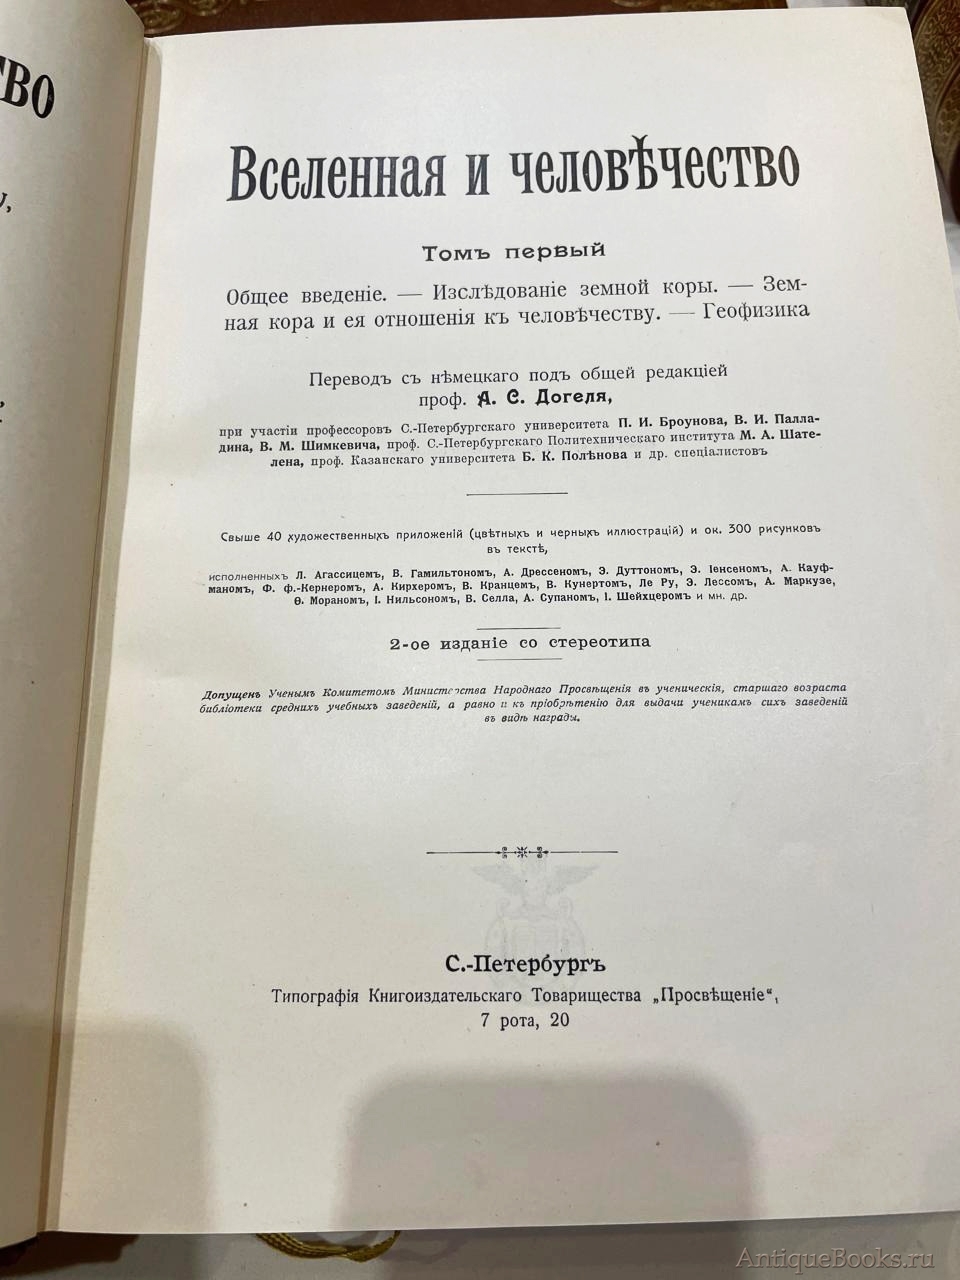 Вселенная и человѣчество
Томъ первый
Общее введеніе. — Изслѣдованіе земной коры. — Зем-
ная кора и ея отношенія къ человѣчеству. — Геофизика
Переводъ съ нѣмецкаго подъ общей редакціей
проф. А. С. Догеля,
при участіи профессоровъ С.-Петербургскаго университета П. И. Броунова, В. И. Палла-
дина, В. М. Шимкевича, проф. С.-Петербургскаго Политехническаго института М. А. Шате-
лена, проф. Казанскаго университета Б. К. Полѣнова и др. спеціалистовъ
Свыше 40 художественныхъ приложеній (цвѣтныхъ и черныхъ иллюстрацій) и ок. 300 рисунковъ
въ текстѣ,
исполненныхъ Л. Агассицемъ, В. Гамильтономъ, А. Дрессеномъ, Э. Дуттономъ, Э. Іенсеномъ, А. Кауф-
маномъ, Ф. ф.-Кернеромъ, А. Кирхеромъ, В. Кранцемъ, В. Кунертомъ, Ле Ру, Э. Лессомъ, А. Маркузе,
Ѳ. Мораномъ, І. Нильсономъ, В. Селла, А. Супаномъ, І. Шейхцеромъ и мн. др.
2-ое изданіе со стереотипа
Допущенъ Ученымъ Комитетомъ Министерства Народнаго Просвѣщенія въ ученическія, старшаго возраста
библіотеки среднихъ учебныхъ заведеній, а равно и къ пріобрѣтенію для выдачи ученикамъ сихъ заведеній
въ видѣ награды.
С.-Петербургъ
Типографія Книгоиздательскаго Товарищества „Просвѣщеніе“,
7 рота, 20
AntiqueBooks.ru